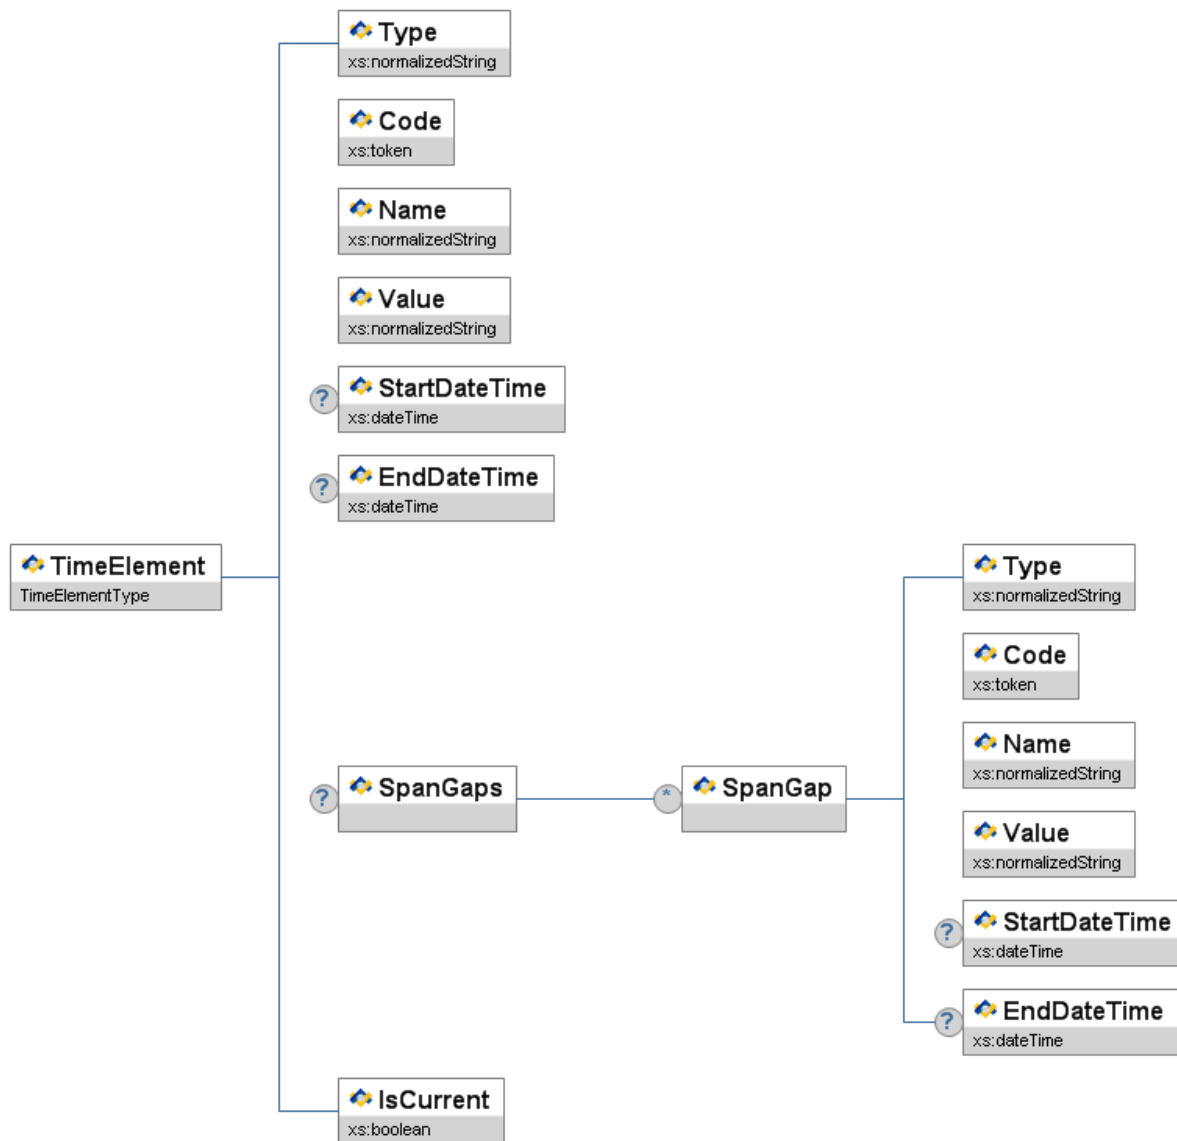 Type
xs:normalizedString
Code
xs:token
Name
xs:normalizedString
Value
xs:normalizedString
? StartDateTime
xs:dateTime
? EndDateTime
xs:dateTime
TimeElement
TimeElementType
? SpanGaps
* SpanGap
Type
xs:normalizedString
Code
xs:token
Name
xs:normalizedString
Value
xs:normalizedString
? StartDateTime
xs:dateTime
? EndDateTime
xs:dateTime
IsCurrent
xs:boolean